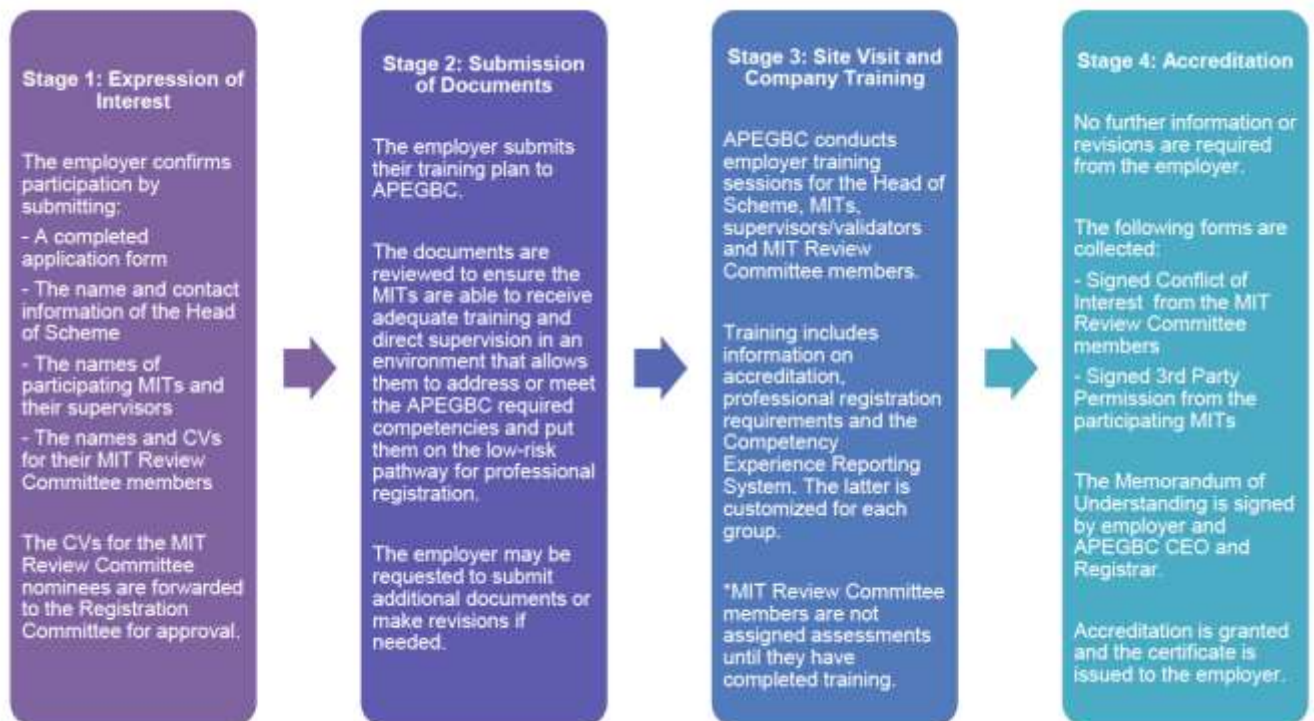 Stage 1: Expression of
Interest
The employer confirms
participation by
submitting:
- A completed
application form
- The name and contact
information of the Head
of Scheme
- The names of
participating MITs and
their supervisors
- The names and CVs
for their MIT Review
Committee members
The CVs for the MIT
Review Committee
nominees are forwarded
to the Registration
Committee for approval.
Stage 2: Submission
of Documents
The employer submits
their training plan to
APEGBC.
The documents are
reviewed to ensure the
MITs are able to receive
adequate training and
direct supervision in an
environment that allows
them to address or meet
the APEGBC required
competencies and put
them on the low-risk
pathway for professional
registration.
The employer may be
requested to submit
additional documents or
make revisions if
needed.
Stage 3: Site Visit and
Company Training
APEGBC conducts
employer training
sessions for the Head of
Scheme, MITs,
supervisors/validators
and MIT Review
Committee members.
Training includes
information on
accreditation,
professional registration
requirements and the
Competency
Experience Reporting
System. The latter is
customized for each
group.
*MIT Review Committee
members are not
assigned assessments
until they have
completed training.
Stage 4: Accreditation
No further information or
revisions are required
from the employer.
The following forms are
collected:
- Signed Conflict of
Interest from the MIT
Review Committee
members
- Signed 3rd Party
Permission from the
participating MITs
The Memorandum of
Understanding is signed
by employer and
APEGBC CEO and
Registrar.
Accreditation is granted
and the certificate is
issued to the employer.